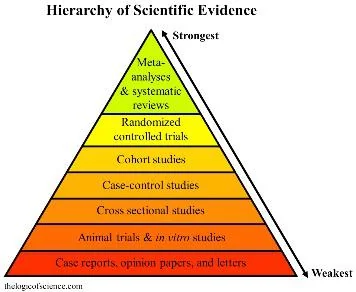 Hierarchy of Scientific Evidence
Strongest
Meta-
analyses
& systematic
reviews
Randomized
controlled trials
Cohort studies
Case-control studies
Cross sectional studies
Animal trials & in vitro studies
Case reports, opinion papers, and letters
Weakest
thelogicofscience.com